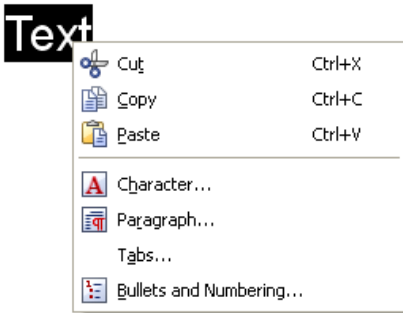 Text
Cut Ctrl+X
Copy Ctrl+C
Paste Ctrl+V
Character...
Paragraph...
Tabs...
Bullets and Numbering...